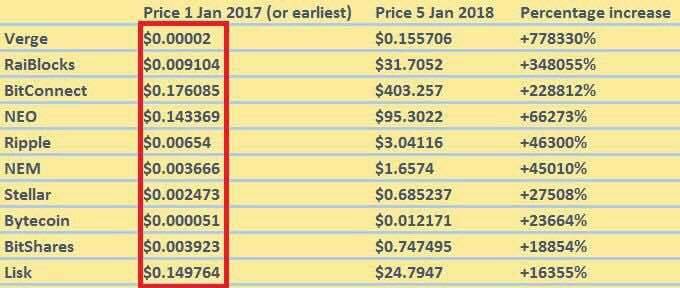 Price 1 Jan 2017 (or earliest) Price 5 Jan 2018 Percentage increase
Verge $0.00002 $0.155706 +778330%
RaiBlocks $0.009104 $31.7052 +348055%
BitConnect $0.176085 $403.257 +228812%
NEO $0.143369 $95.3022 +66273%
Ripple $0.00654 $3.04116 +46300%
NEM $0.003666 $1.6574 +45010%
Stellar $0.002473 $0.685237 +27508%
Bytecoin $0.000051 $0.012171 +23664%
BitShares $0.003923 $0.747495 +18854%
Lisk $0.149764 $24.7947 +16355%